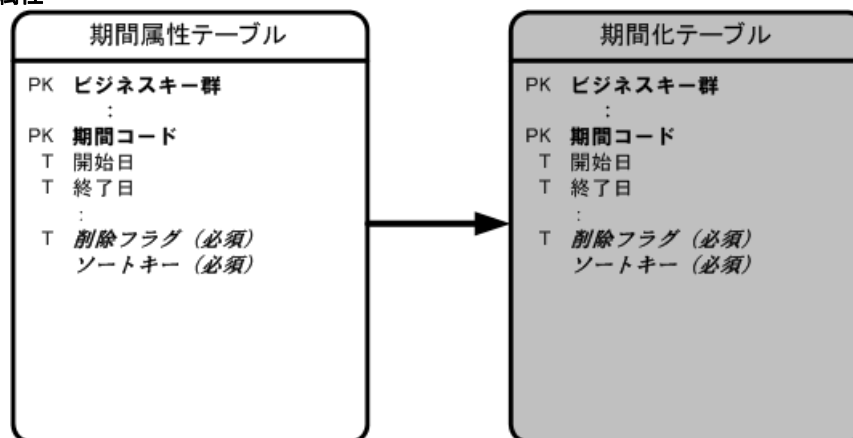 期間属性テーブル
PK ビジネスキー群
:
PK 期間コード
T 開始日
T 終了日
:
T 削除フラグ（必須）
ソートキー（必須）
期間化テーブル
PK ビジネスキー群
:
PK 期間コード
T 開始日
T 終了日
:
T 削除フラグ（必須）
ソートキー（必須）